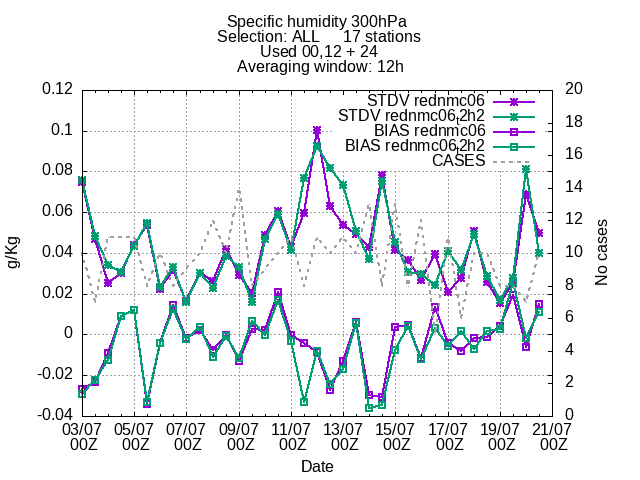 Specific humidity 300hPa
Selection: ALL 17 stations
Used 00,12 + 24
Averaging window: 12h
STDV rednmc06
STDV rednmc06,2h2
BIAS rednmc06
BIAS rednmc06,2h2
CASES
g/Kg
0.12
0.1
0.08
0.06
0.04
0.02
0
-0.02
-0.04
No cases
20
18
16
14
12
10
8
6
4
2
0
03/07 05/07 07/07 09/07 11/07 13/07 15/07 17/07 19/07 21/07
00Z 00Z 00Z 00Z 00Z 00Z 00Z 00Z 00Z 00Z
Date